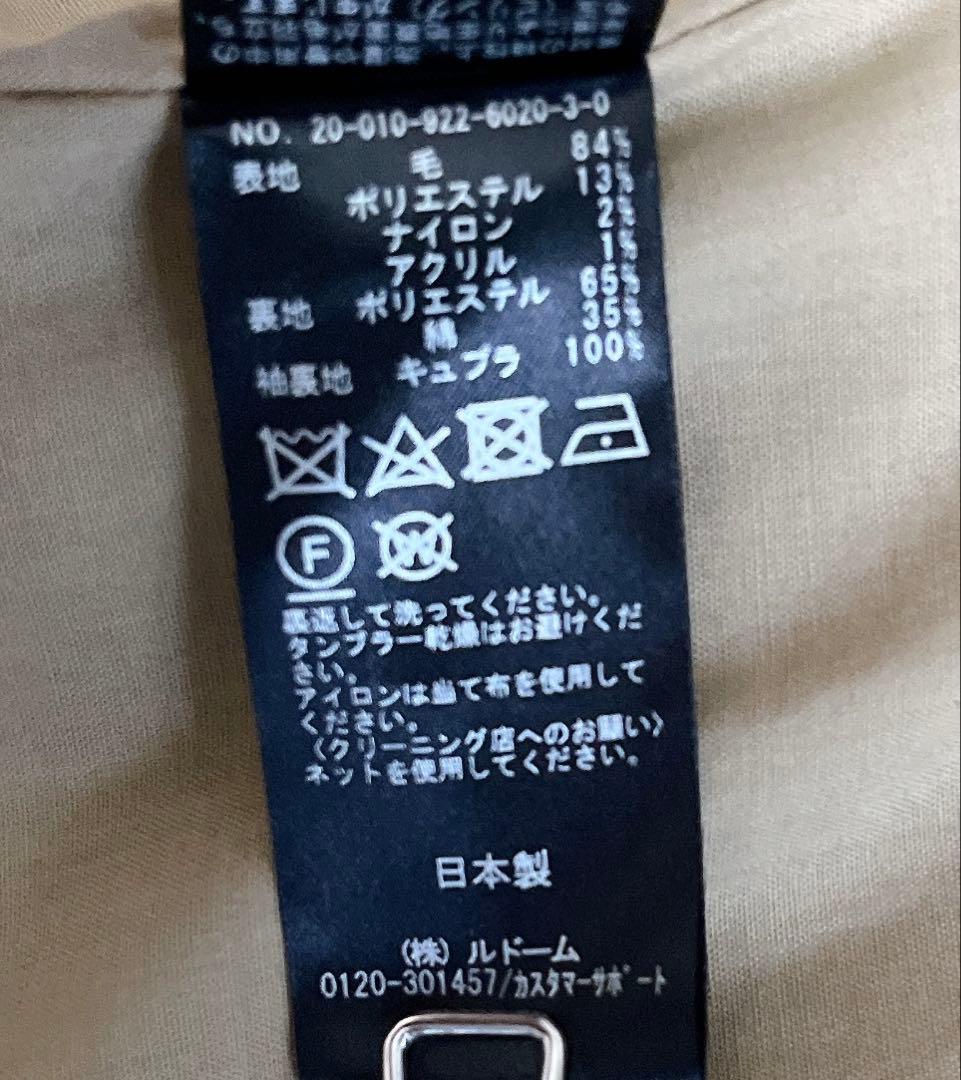 NO. 20-010-922-6020-3-0
表地 毛 84%
ポリエステル 13%
ナイロン 2%
アクリル 1%
裏地 ポリエステル 65%
綿 35%
袖裏地 キュプラ 100%
F W
裏返して洗ってください。
タンブラー乾燥はお避けくだ
さい。
アイロンは当て布を使用して
ください。
〈クリーニング店へのお願い〉
ネットを使用してください。
日本製
(株)ルドーム
0120-301457/カスタマーサポート